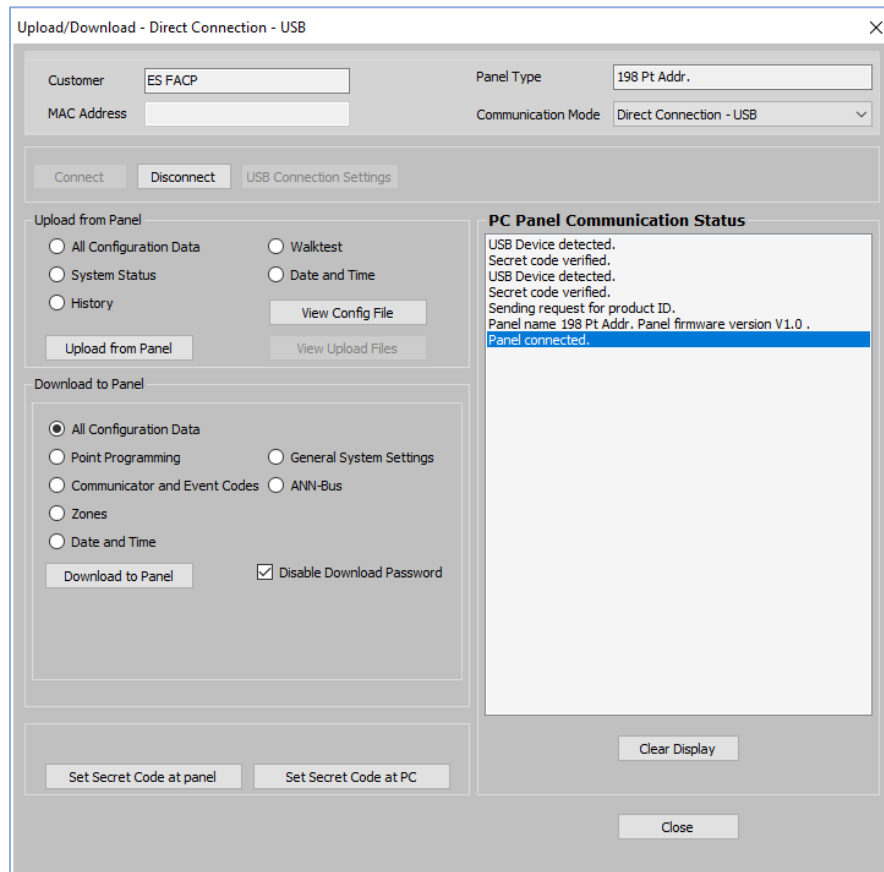 Upload/Download - Direct Connection - USB
Customer
ES FACP
Panel Type
198 Pt Addr.
MAC Address
Communication Mode
Direct Connection - USB
Connect
Disconnect
USB Connection Settings
Upload from Panel
All Configuration Data
Walktest
System Status
Date and Time
History
View Config File
Upload from Panel
View Upload Files
Download to Panel
All Configuration Data
Point Programming
General System Settings
Communicator and Event Codes
ANN-Bus
Zones
Date and Time
Download to Panel
Disable Download Password
Set Secret Code at panel
Set Secret Code at PC
PC Panel Communication Status
USB Device detected.
Secret code verified.
USB Device detected.
Secret code verified.
Sending request for product ID.
Panel name 198 Pt Addr. Panel firmware version V1.0 .
Panel connected.
Clear Display
Close